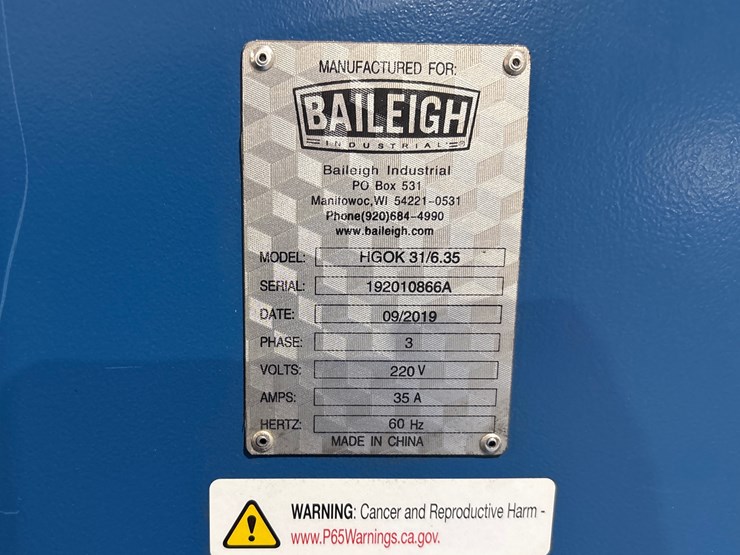 MANUFACTURED FOR:
BAILEIGH
INDUSTRIAL®
Baileigh Industrial
PO Box 531
Manitowoc,WI 54221-0531
Phone(920)684-4990
www.baileigh.com
MODEL: HGOK 31/6.35
SERIAL: 192010866A
DATE: 09/2019
PHASE: 3
VOLTS: 220 V
AMPS: 35 A
HERTZ: 60 Hz
MADE IN CHINA
WARNING: Cancer and Reproductive Harm -
www.P65Warnings.ca.gov.